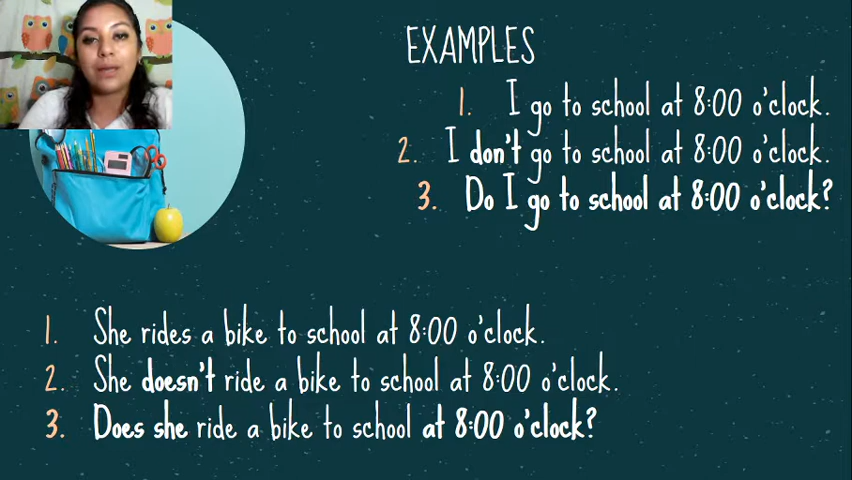 EXAMPLES
1. I go to school at 8:00 o'clock.
2. I don't go to school at 8:00 o'clock.
3. Do I go to school at 8:00 o'clock?
1. She rides a bike to school at 8:00 o'clock.
2. She doesn't ride a bike to school at 8:00 o'clock.
3. Does she ride a bike to school at 8:00 o'clock?